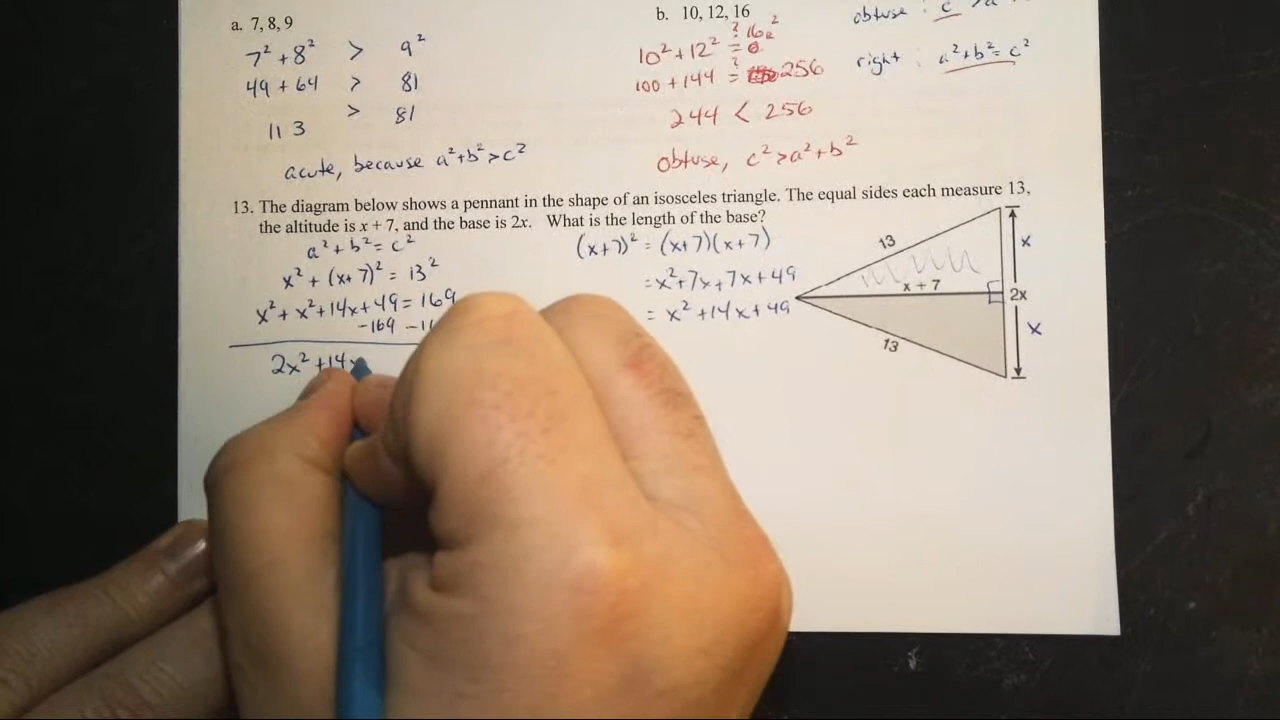 a. 7, 8, 9
7² + 8² > 9²
49 + 64 > 81
113 > 81
acute, because a²+b²>c²
b. 10, 12, 16
10² + 12² ≟ 16²
100 + 144 ≟ 256
244 < 256
obtuse, c²>a²+b²
obtuse : c
right : a²+b²=c²
13. The diagram below shows a pennant in the shape of an isosceles triangle. The equal sides each measure 13,
the altitude is x + 7, and the base is 2x. What is the length of the base?
a²+b²=c²
x² + (x+7)² = 13²
x² + x² + 14x + 49 = 169
-169 -1
2x² + 14x
(x+7)² = (x+7)(x+7)
= x²+7x+7x+49
= x² + 14x + 49
13
x + 7
13
x
2x
x